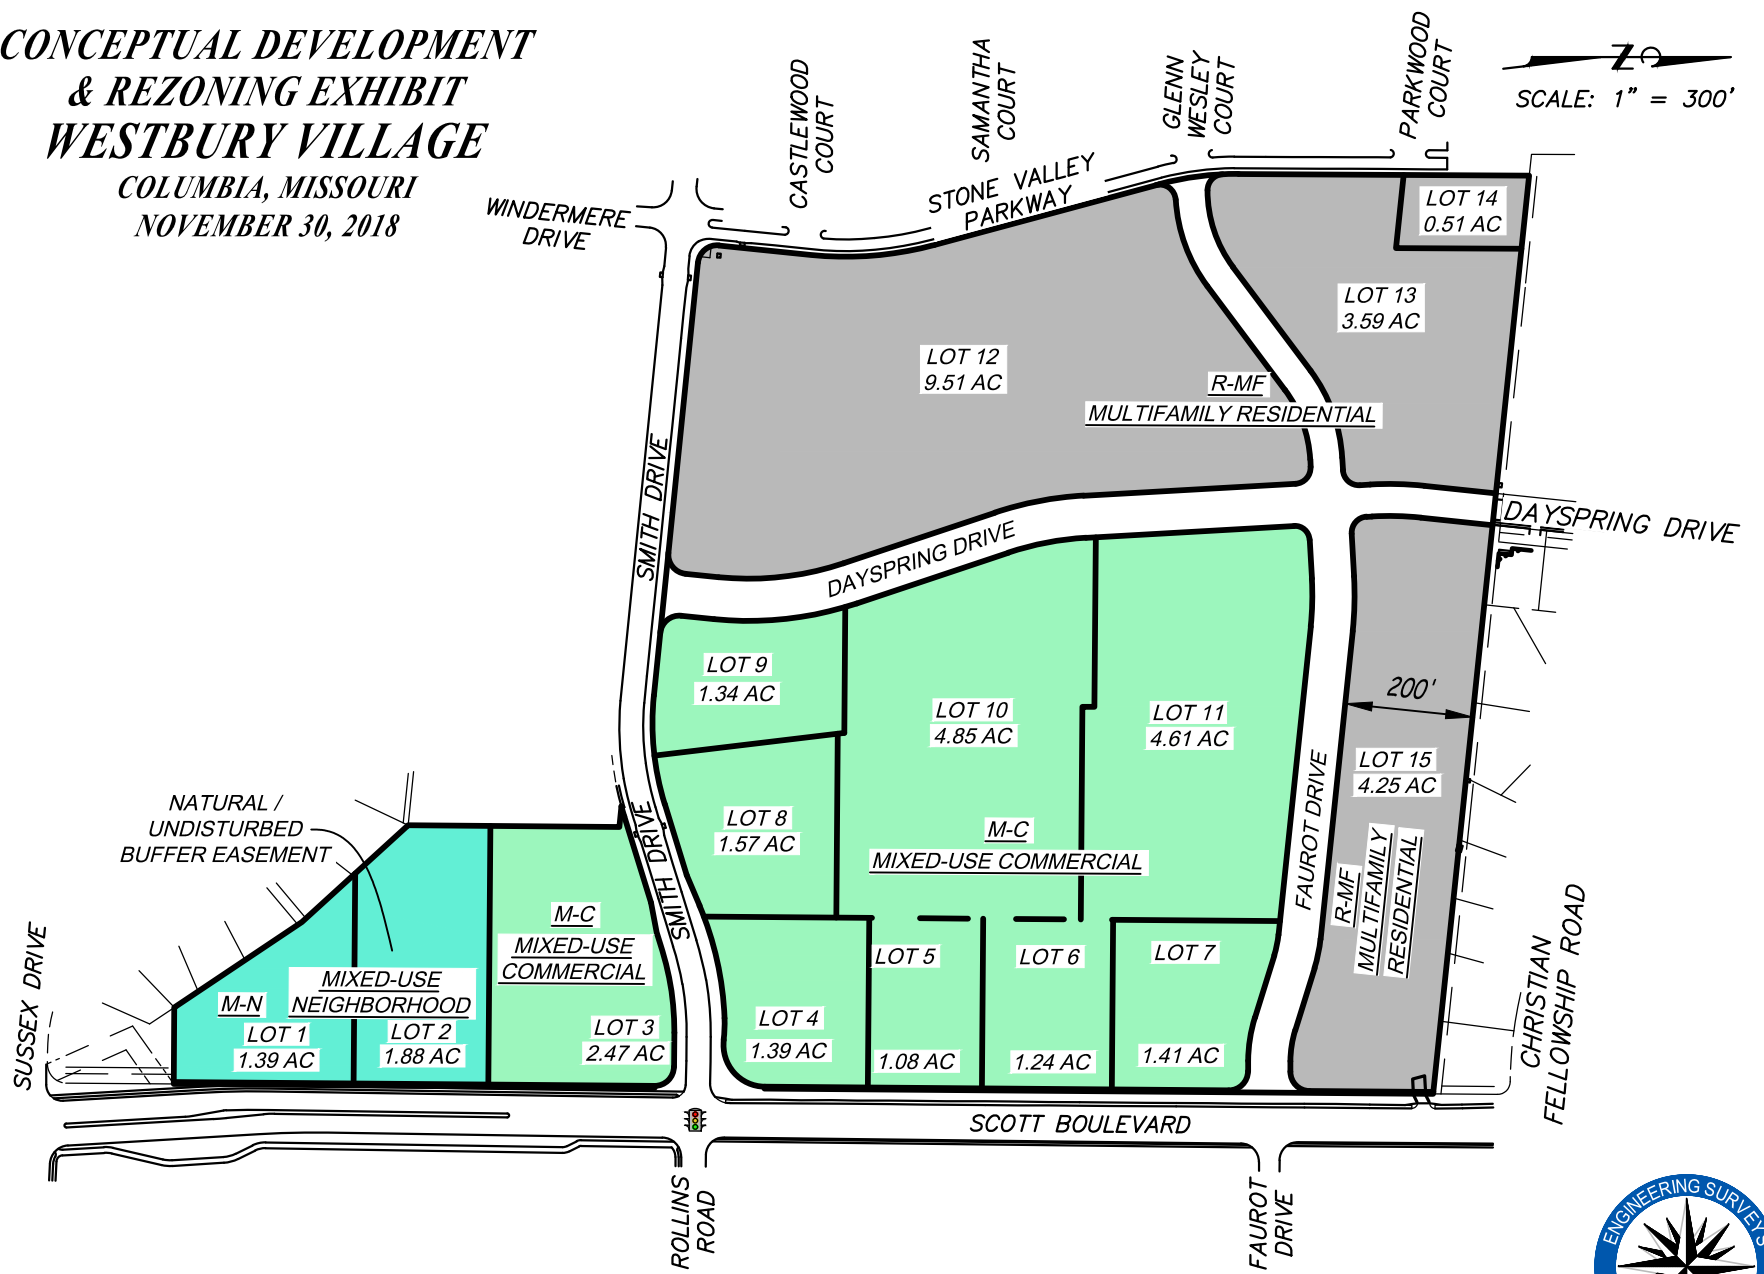 CONCEPTUAL DEVELOPMENT
& REZONING EXHIBIT
WESTBURY VILLAGE
COLUMBIA, MISSOURI
NOVEMBER 30, 2018
WINDERMERE
DRIVE
CASTLEWOOD
COURT
SAMANTHA
COURT
GLENN
WESLEY
COURT
PARKWOOD
COURT
N
SCALE: 1" = 300'
STONE VALLEY
PARKWAY
LOT 14
0.51 AC
LOT 13
3.59 AC
LOT 12
9.51 AC
R-MF
MULTIFAMILY RESIDENTIAL
SMITH DRIVE
DAYSPRING DRIVE
DAYSPRING DRIVE
LOT 9
1.34 AC
LOT 10
4.85 AC
LOT 11
4.61 AC
200'
LOT 15
4.25 AC
FAUROT DRIVE
R-MF
MULTIFAMILY
RESIDENTIAL
LOT 8
1.57 AC
M-C
MIXED-USE COMMERCIAL
SMITH DRIVE
NATURAL /
UNDISTURBED
BUFFER EASEMENT
M-C
MIXED-USE
COMMERCIAL
M-N
MIXED-USE
NEIGHBORHOOD
LOT 1
1.39 AC
LOT 2
1.88 AC
LOT 3
2.47 AC
LOT 4
1.39 AC
LOT 5
1.08 AC
LOT 6
1.24 AC
LOT 7
1.41 AC
SUSSEX DRIVE
CHRISTIAN
FELLOWSHIP ROAD
SCOTT BOULEVARD
ROLLINS
ROAD
FAUROT
DRIVE
ENGINEERING SURVEYS